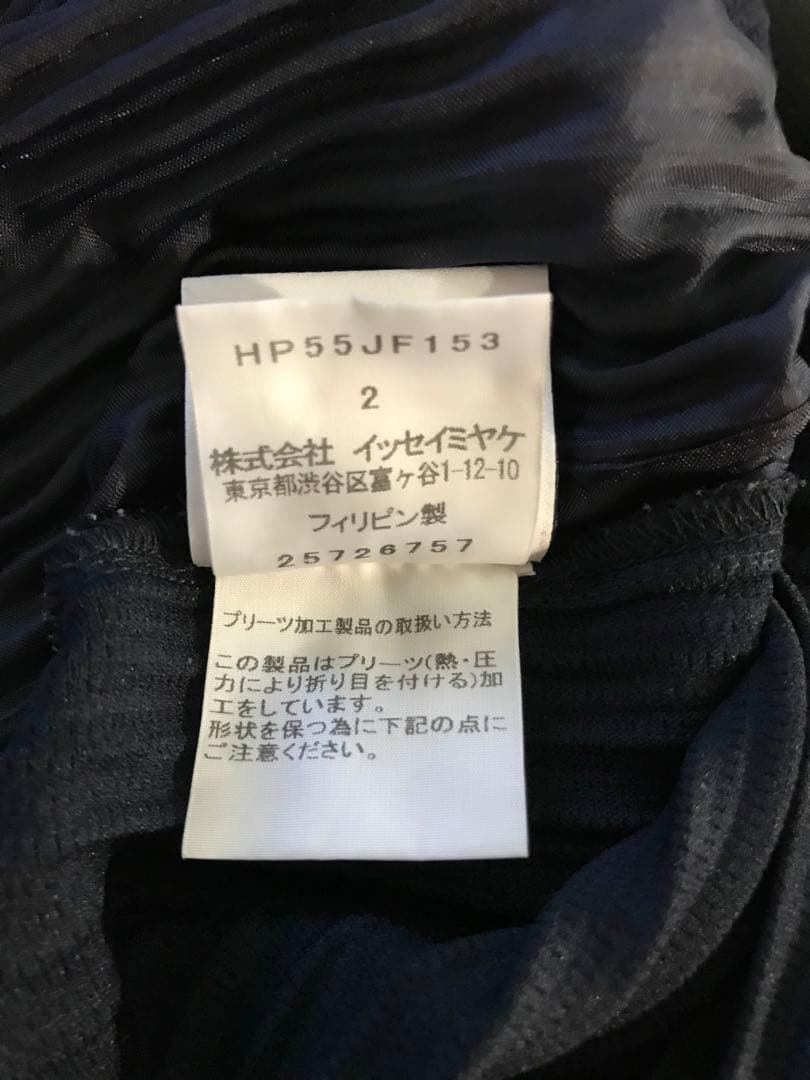 HP55JF153
2
株式会社 イッセイミヤケ
東京都渋谷区富ヶ谷1-12-10
フィリピン製
25726757
プリーツ加工製品の取扱い方法
この製品はプリーツ(熱・圧
力により折り目を付ける)加
工をしています。
形状を保つ為に下記の点に
ご注意ください。